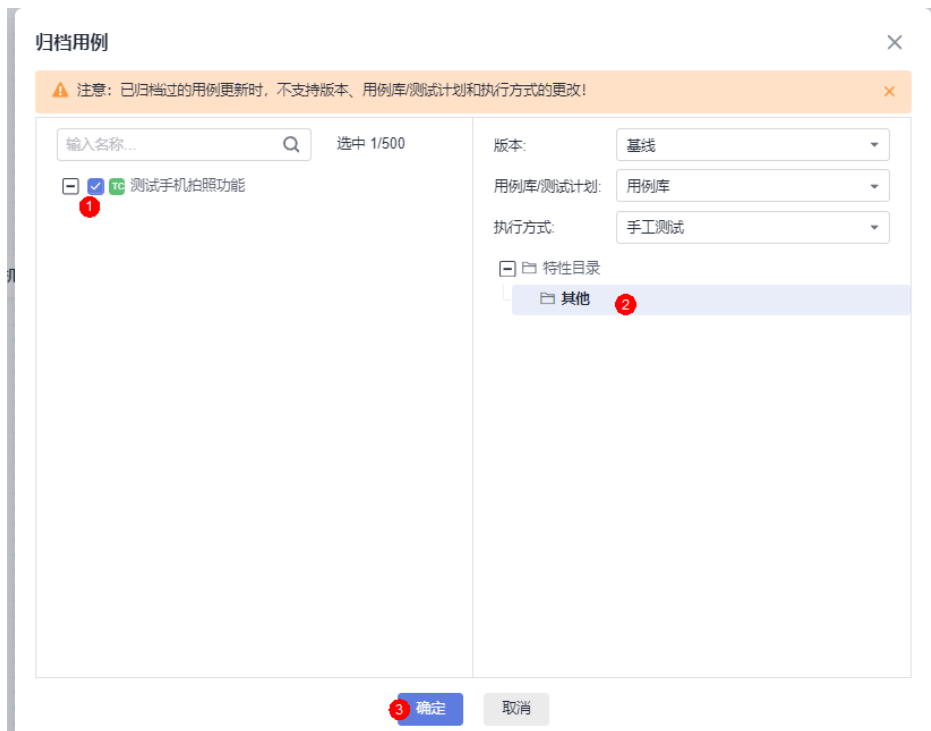 归档用例
注意：已归档过的用例更新时，不支持版本、用例库/测试计划和执行方式的更改！
输入名称...
选中 1/500
TC 测试手机拍照功能
1
版本:
基线
用例库/测试计划:
用例库
执行方式:
手工测试
特性目录
其他
2
3
确定
取消